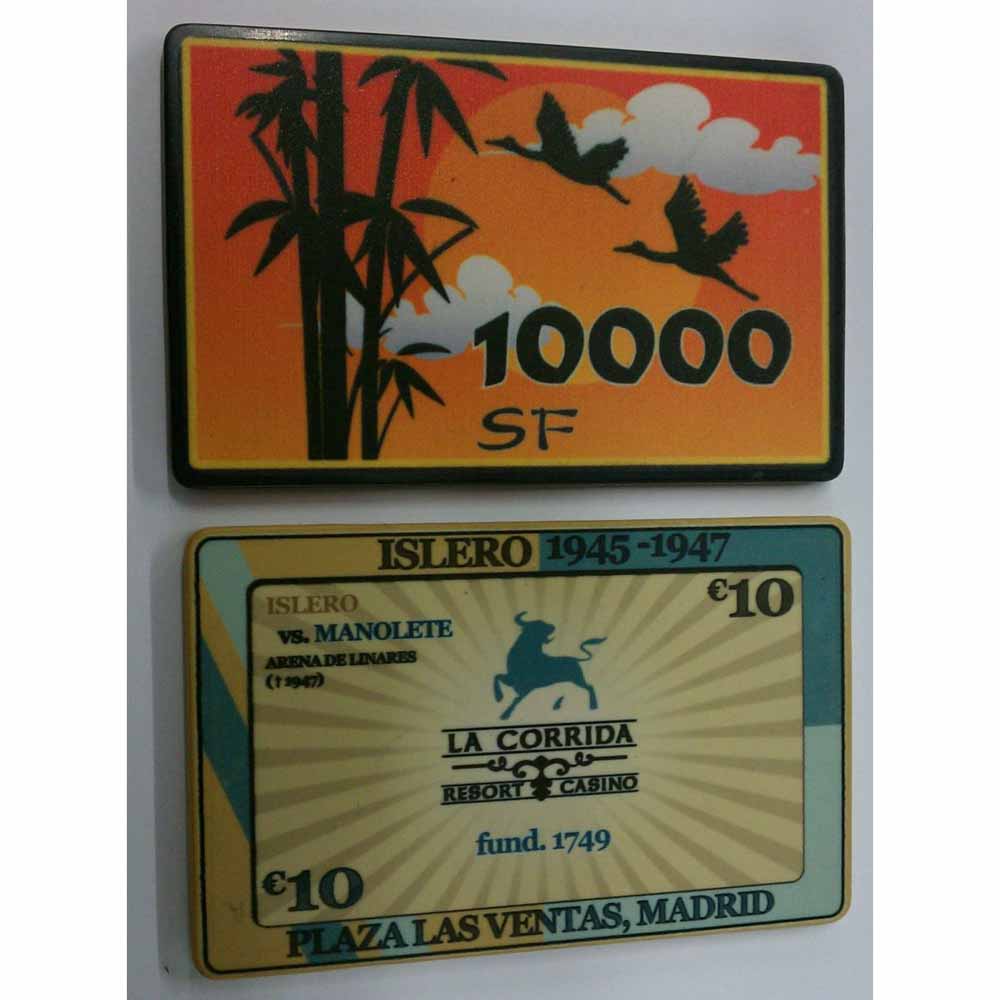 10000
SF
ISLERO 1945-1947
€10
ISLERO
vs. MANOLETE
ARENA DE LINARES
(†1947)
LA CORRIDA
RESORT CASINO
fund. 1749
€10
PLAZA LAS VENTAS, MADRID